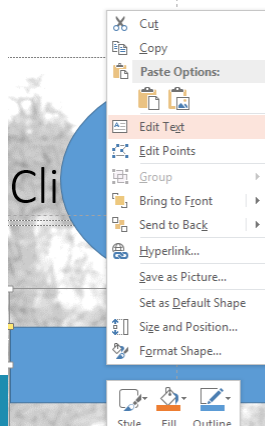 Cut
Copy
Paste Options:
Edit Text
Edit Points
Cli
Group
Bring to Front
Send to Back
Hyperlink...
Save as Picture...
Set as Default Shape
Size and Position...
Format Shape...
Style Fill Outline